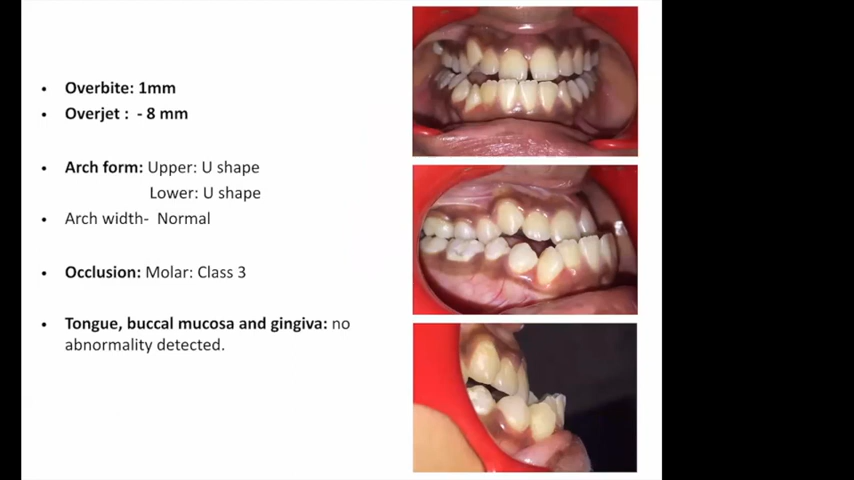 • Overbite: 1mm
• Overjet : - 8 mm
• Arch form: Upper: U shape
Lower: U shape
• Arch width- Normal
• Occlusion: Molar: Class 3
• Tongue, buccal mucosa and gingiva: no
abnormality detected.